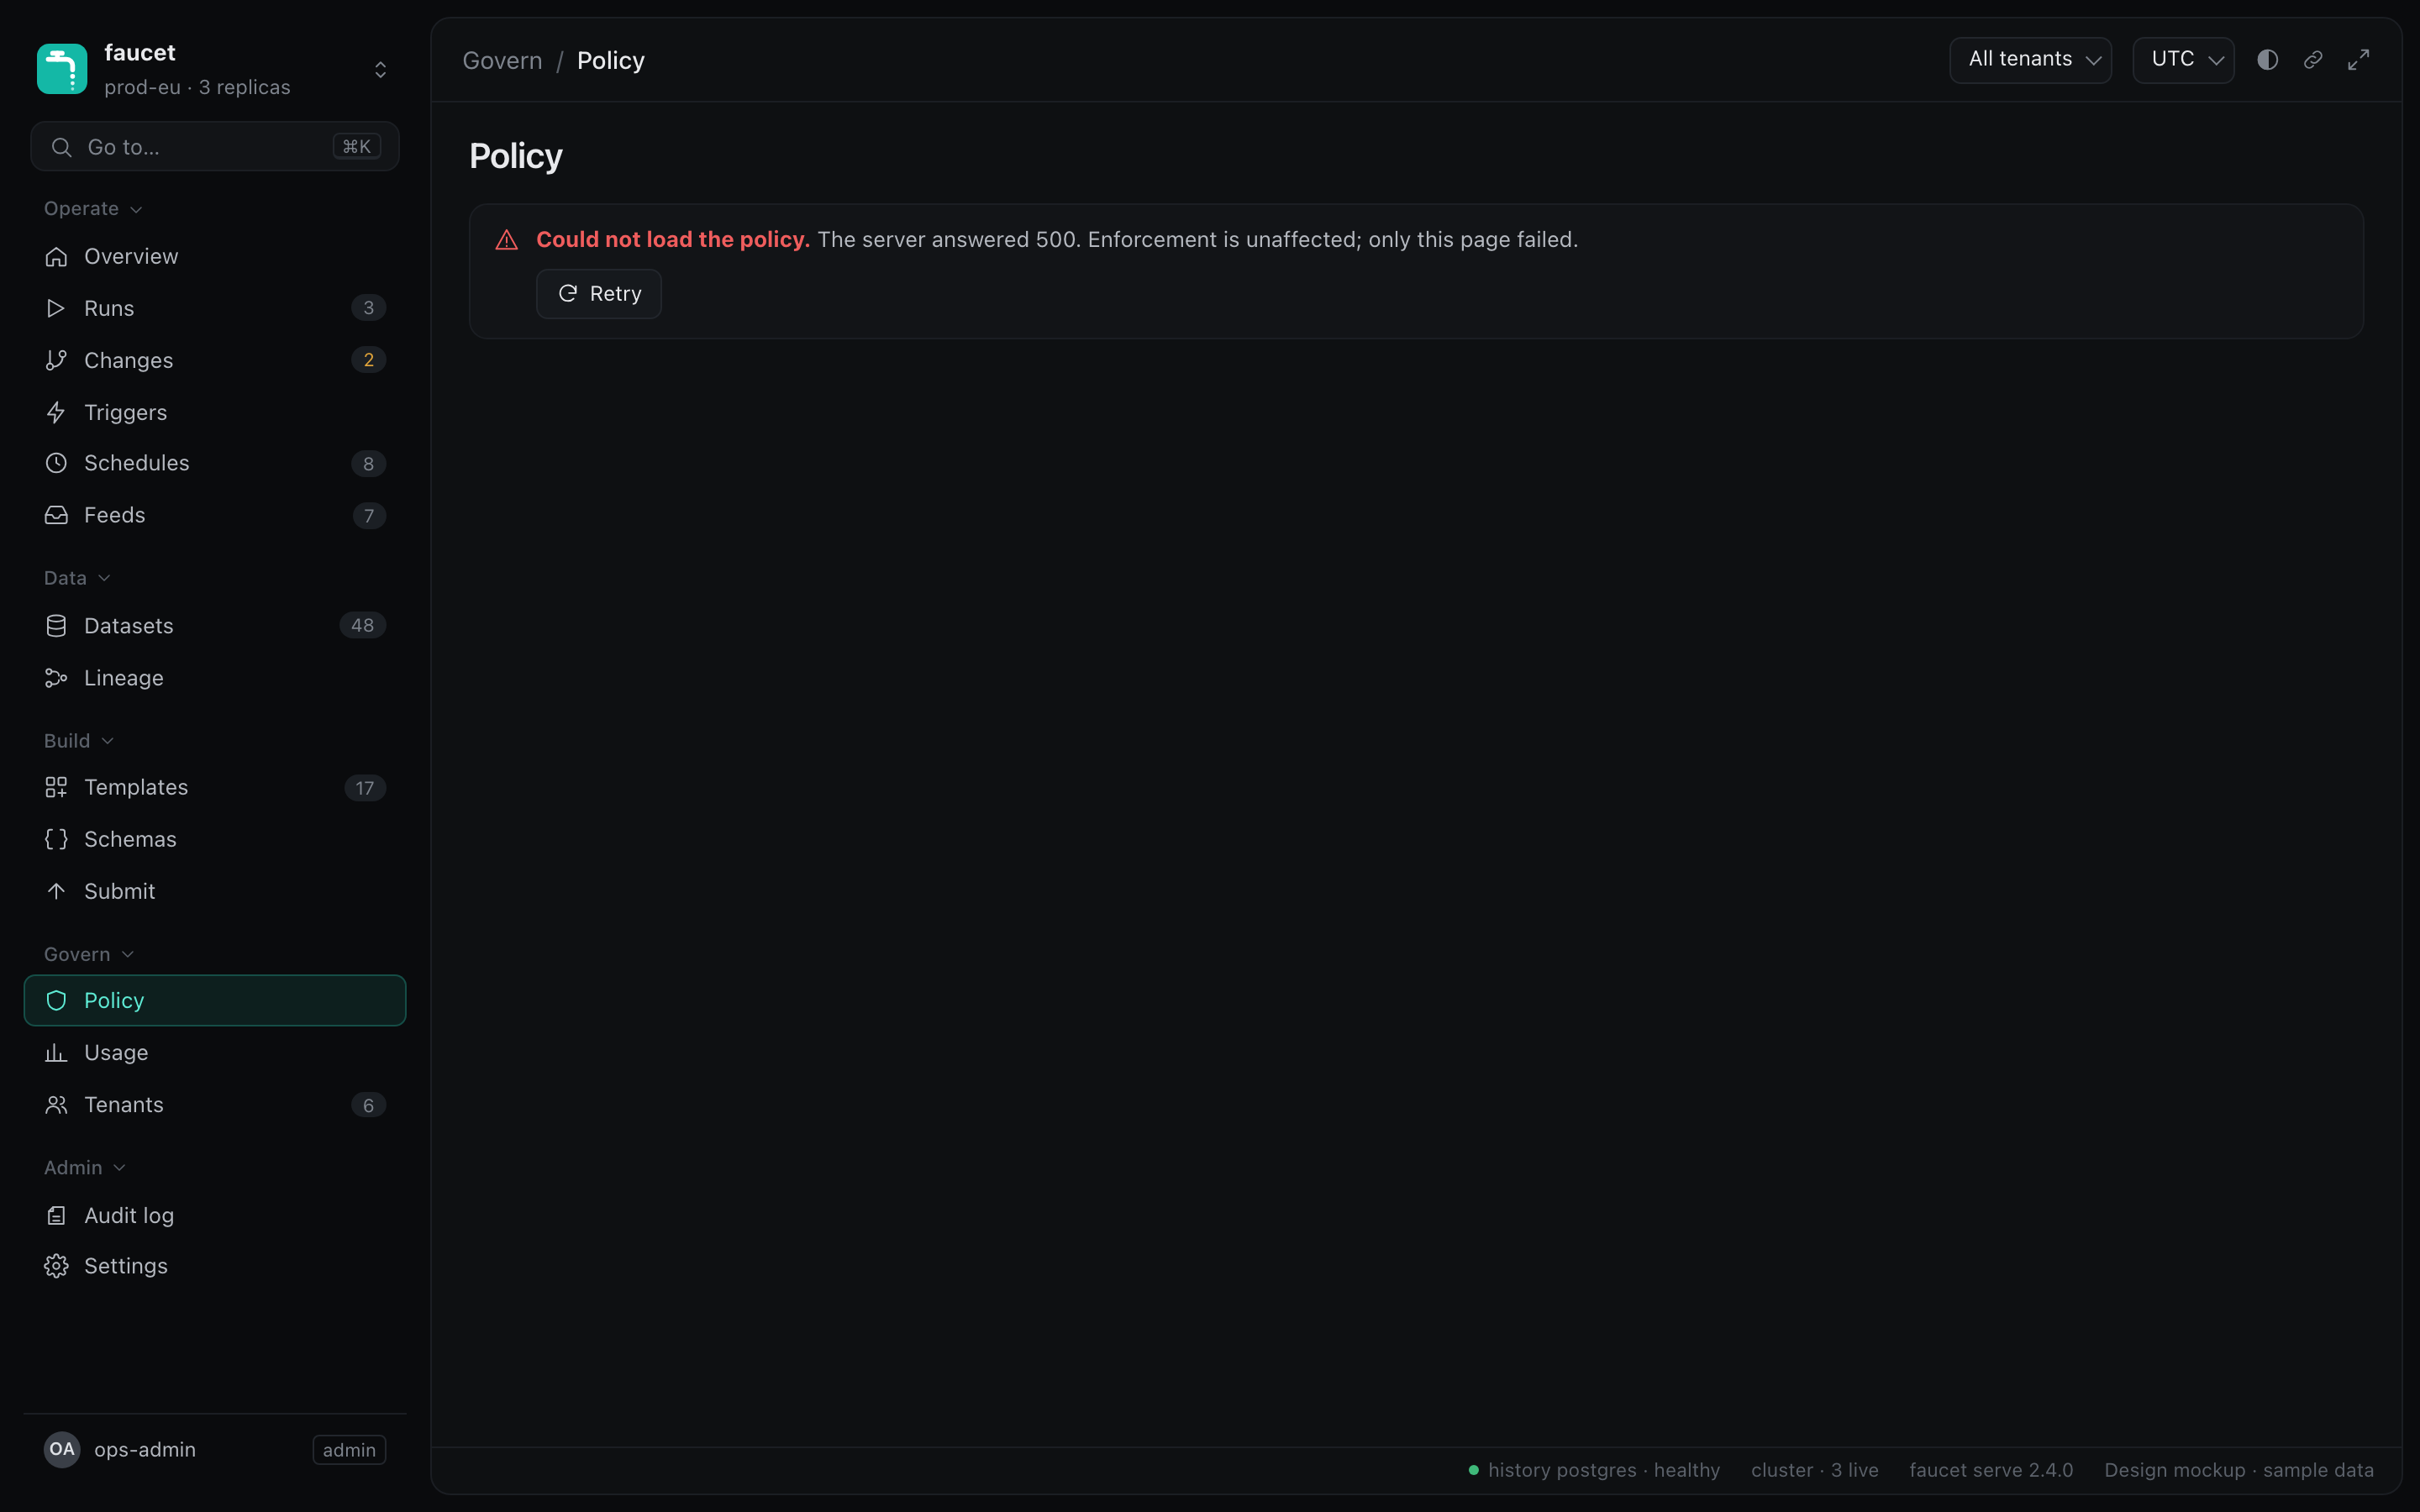 faucet
prod-eu · 3 replicas
Go to...
⌘K
Operate
Overview
Runs 3
Changes 2
Triggers
Schedules 8
Feeds 7
Data
Datasets 48
Lineage
Build
Templates 17
Schemas
Submit
Govern
Policy
Usage
Tenants 6
Admin
Audit log
Settings
OA ops-admin admin
Govern / Policy
All tenants
UTC
Policy
Could not load the policy. The server answered 500. Enforcement is unaffected; only this page failed.
Retry
history postgres · healthy
cluster · 3 live
faucet serve 2.4.0
Design mockup · sample data